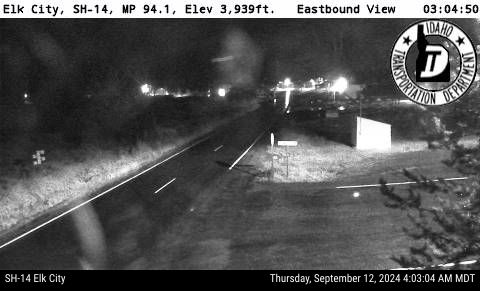 Elk City, SH-14, MP 94.1, Elev 3,939ft. Eastbound View 03:04:50
IDAHO
TRANSPORTATION DEPARTMENT
SH-14 Elk City Thursday, September 12, 2024 4:03:04 AM MDT